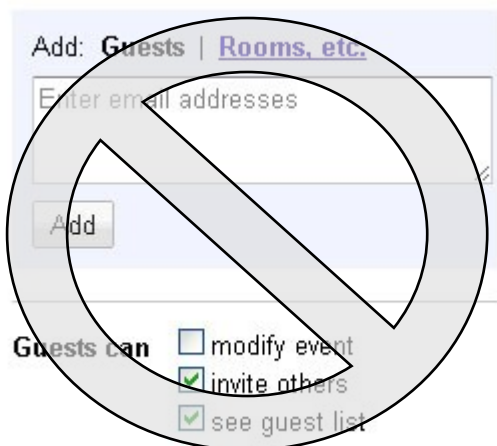 Add: Guests | Rooms, etc.
Enter email addresses
Add
Guests can modify event
invite others
see guest list